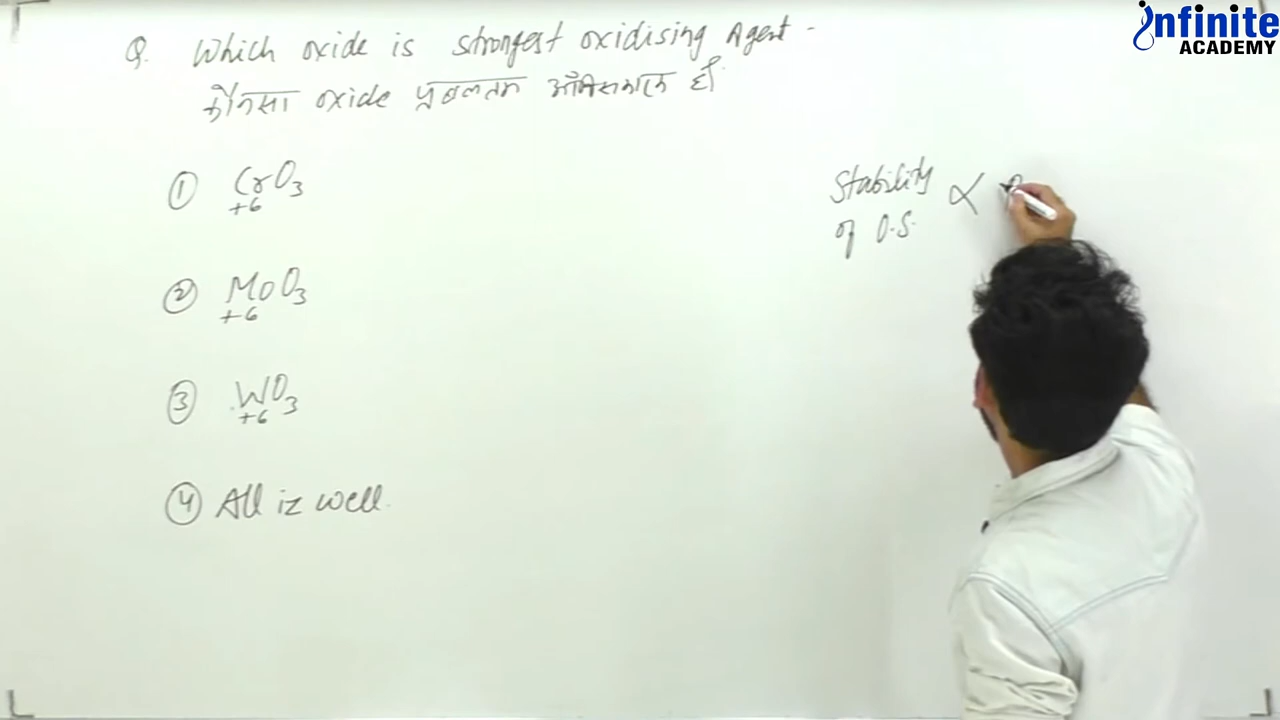 Infinite
ACADEMY
Q. Which oxide is strongest oxidising Agent -
कौनसा oxide प्रबलतम ऑक्सीकारक है
① CrO₃
+6
② MoO₃
+6
③ WO₃
+6
④ All iz well.
Stability ∝
of O.S.